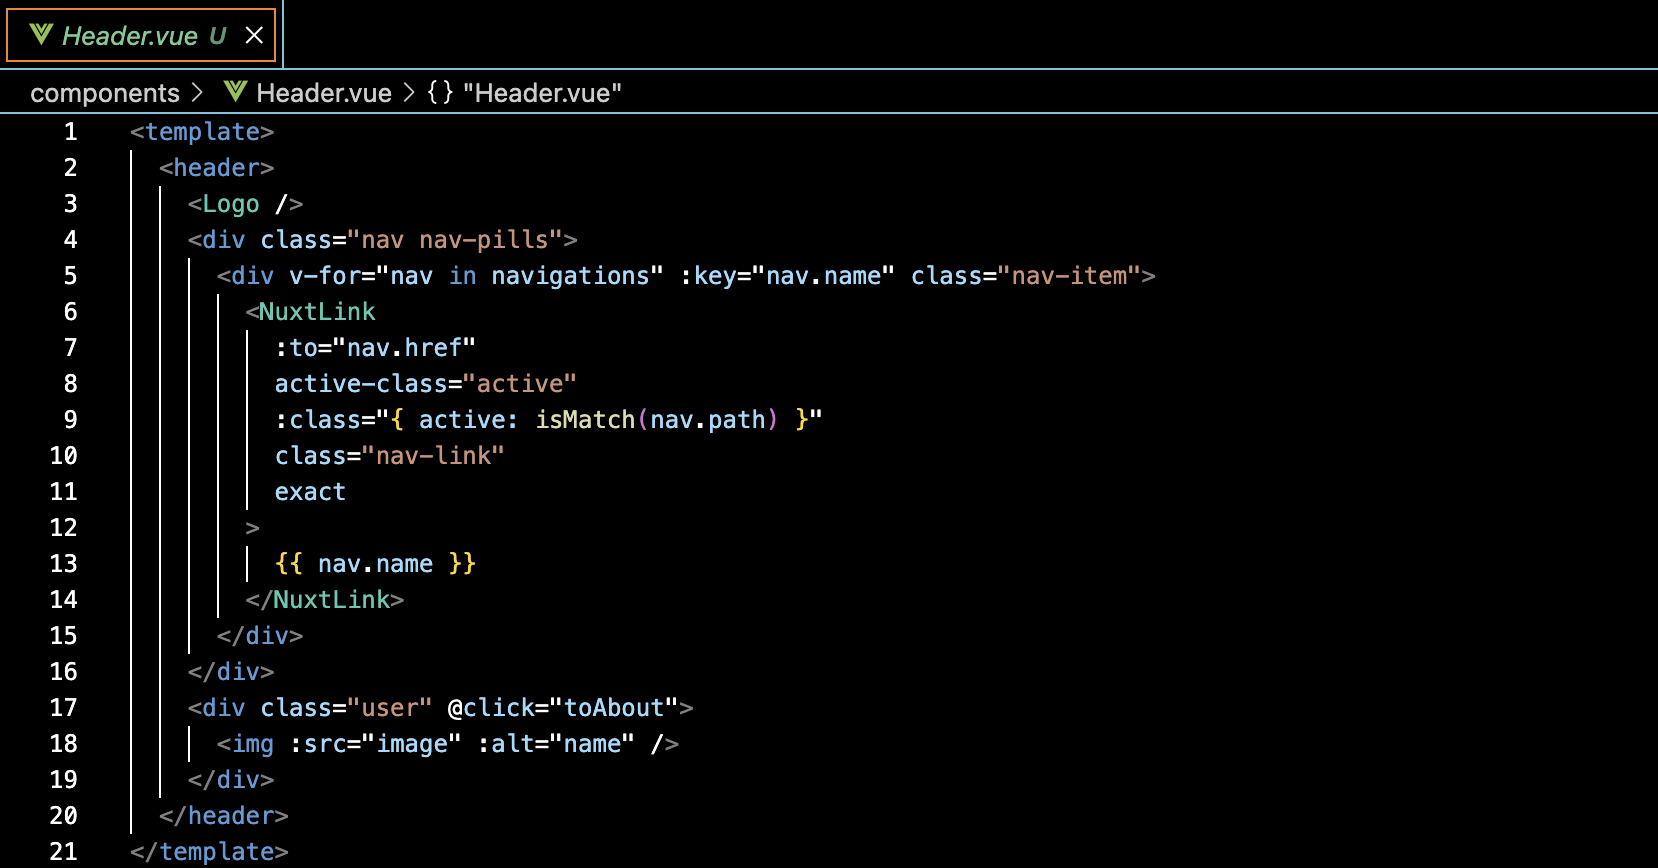 Header.vue U
components > Header.vue > {} "Header.vue"
1 <template>
2 <header>
3 <Logo />
4 <div class="nav nav-pills">
5 <div v-for="nav in navigations" :key="nav.name" class="nav-item">
6 <NuxtLink
7 :to="nav.href"
8 active-class="active"
9 :class="{ active: isMatch(nav.path) }"
10 class="nav-link"
11 exact
12 >
13 {{ nav.name }}
14 </NuxtLink>
15 </div>
16 </div>
17 <div class="user" @click="toAbout">
18 <img :src="image" :alt="name" />
19 </div>
20 </header>
21 </template>